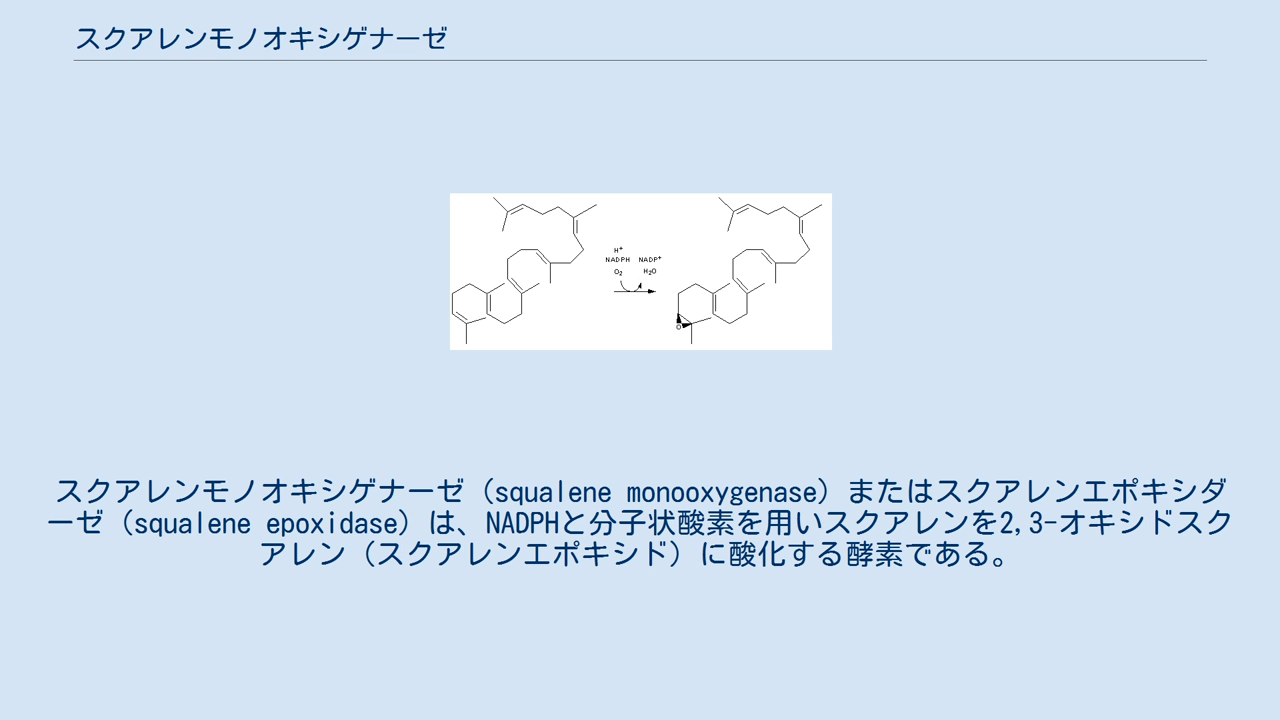 スクアレンモノオキシゲナーゼ
H+
NADPH NADP+
O2 H2O
O
スクアレンモノオキシゲナーゼ（squalene monooxygenase）またはスクアレンエポキシダ
ーゼ（squalene epoxidase）は、NADPHと分子状酸素を用いスクアレンを2,3-オキシドスク
アレン（スクアレンエポキシド）に酸化する酵素である。